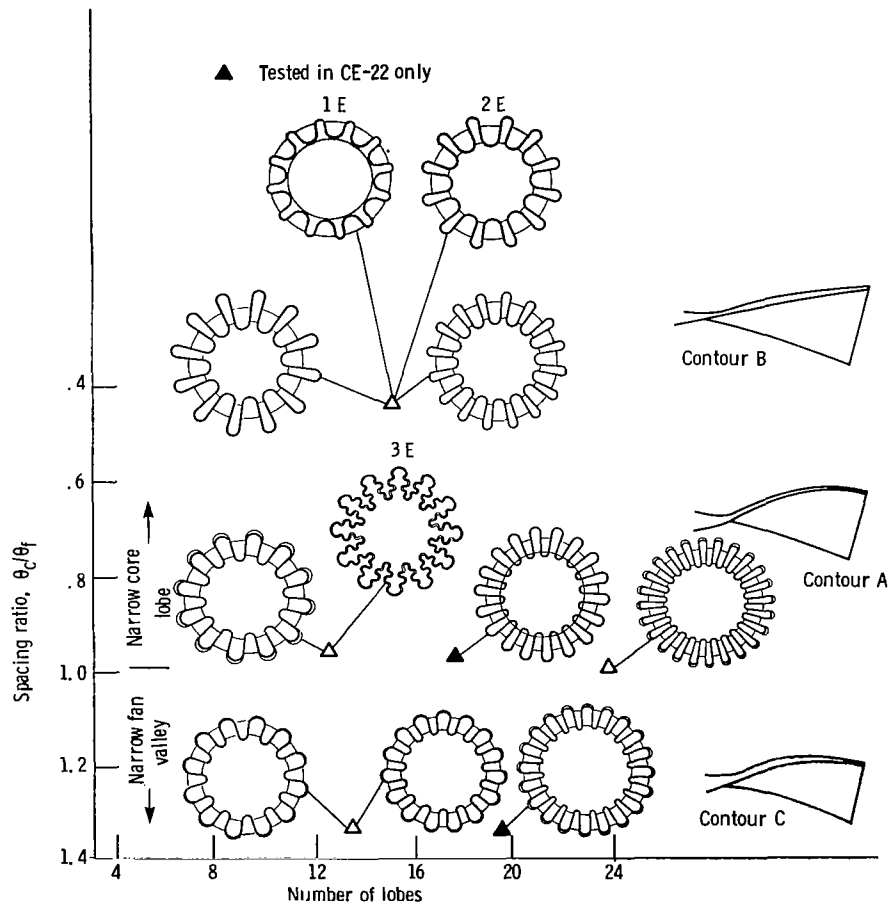 ▲ Tested in CE-22 only
1 E
2 E
Contour B
.4
3 E
.6
Contour A
.8
1.0
1.2
1.4
Spacing ratio, θc/θf
Narrow core
lobe
Narrow fan
valley
Contour C
4
8
12
16
20
24
Number of lobes